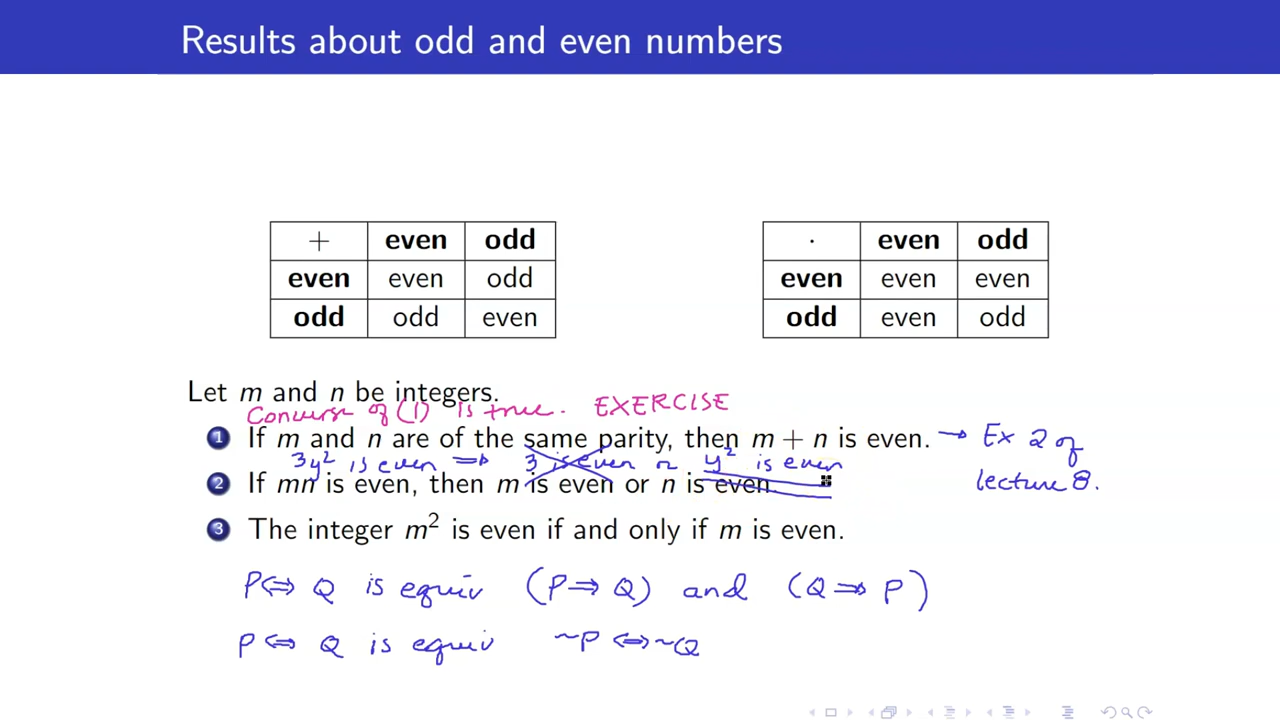 Results about odd and even numbers
+ even odd
even even odd
odd odd even
· even odd
even even even
odd even odd
Let m and n be integers.
Converse of (1) is true. EXERCISE
1 If m and n are of the same parity, then m + n is even. → Ex 2 of lecture 8.
3y² is even ⇒ 3 is even or y² is even
2 If mn is even, then m is even or n is even.
3 The integer m² is even if and only if m is even.
P ⇔ Q is equiv (P ⇒ Q) and (Q ⇒ P)
P ⇔ Q is equiv ~P ⇔ ~Q